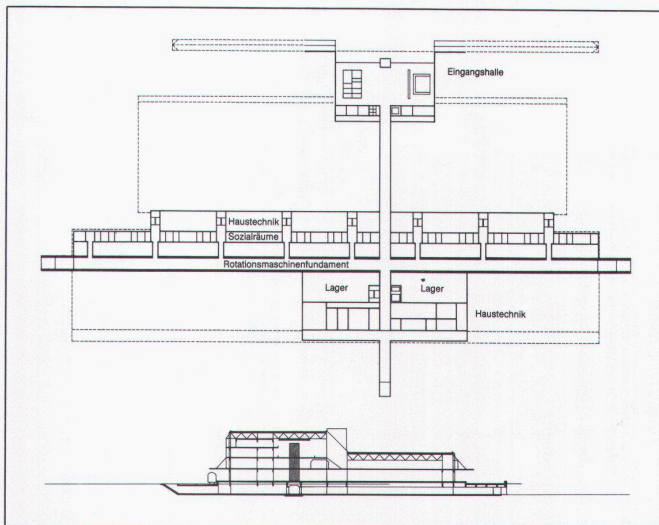 Eingangshalle
Haustechnik
Sozialräume
Rotationsmaschinenfundament
Lager Lager
Haustechnik